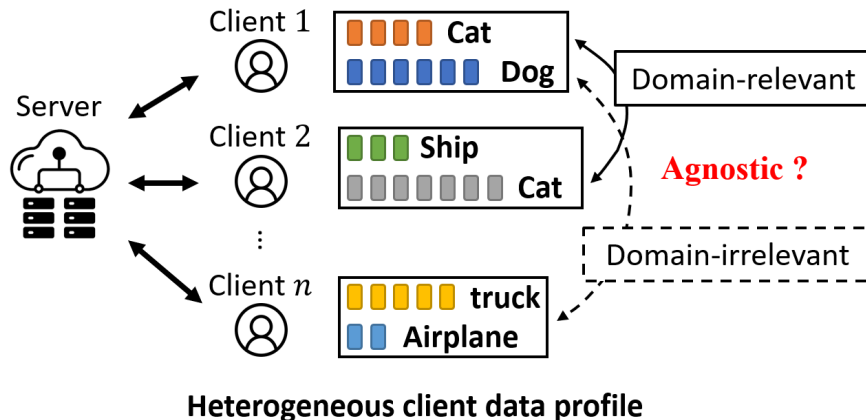 Client 1
Cat
Dog
Domain-relevant
Server
Client 2
Ship
Cat
Agnostic ?
⋮
Domain-irrelevant
Client n
truck
Airplane
Heterogeneous client data profile